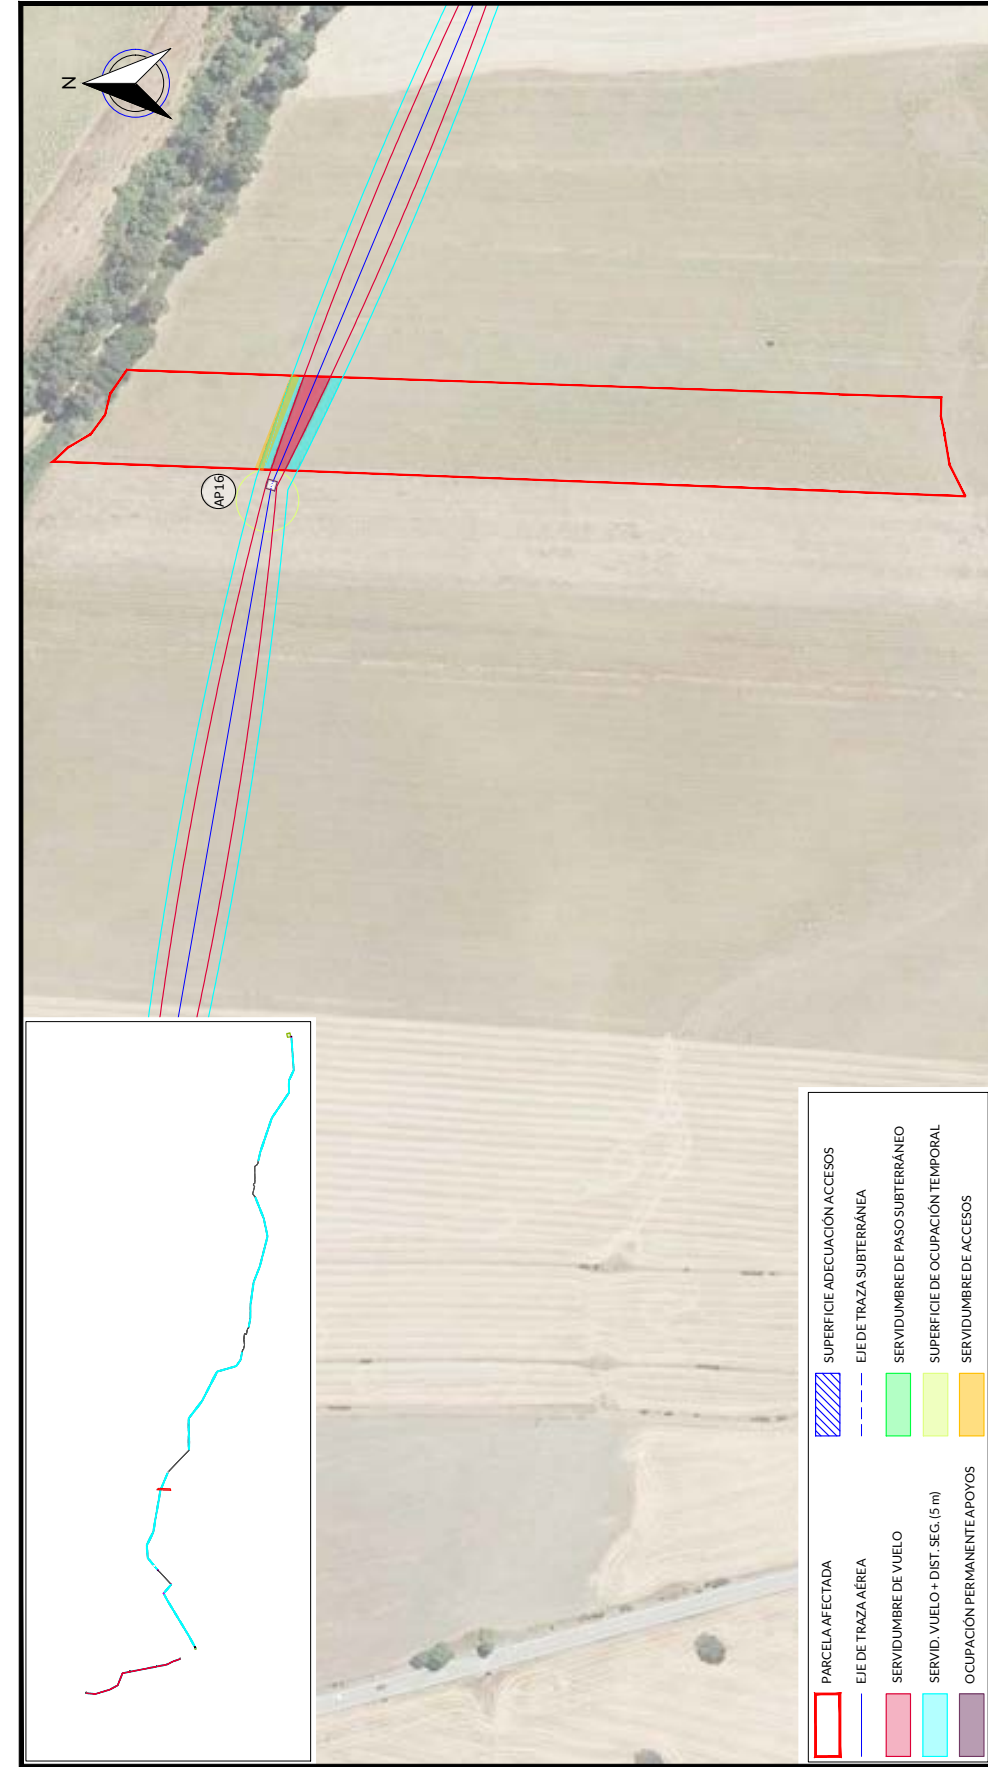 N
AP16
PARCELA AFECTADA
EJE DE TRAZA AÉREA
SERVIDUMBRE DE VUELO
SERVID. VUELO + DIST. SEG. (5 m)
OCUPACIÓN PERMANENTE APOYOS
SUPERFICIE ADECUACIÓN ACCESOS
EJE DE TRAZA SUBTERRÁNEA
SERVIDUMBRE DE PASO SUBTERRÁNEO
SUPERFICIE DE OCUPACIÓN TEMPORAL
SERVIDUMBRE DE ACCESOS